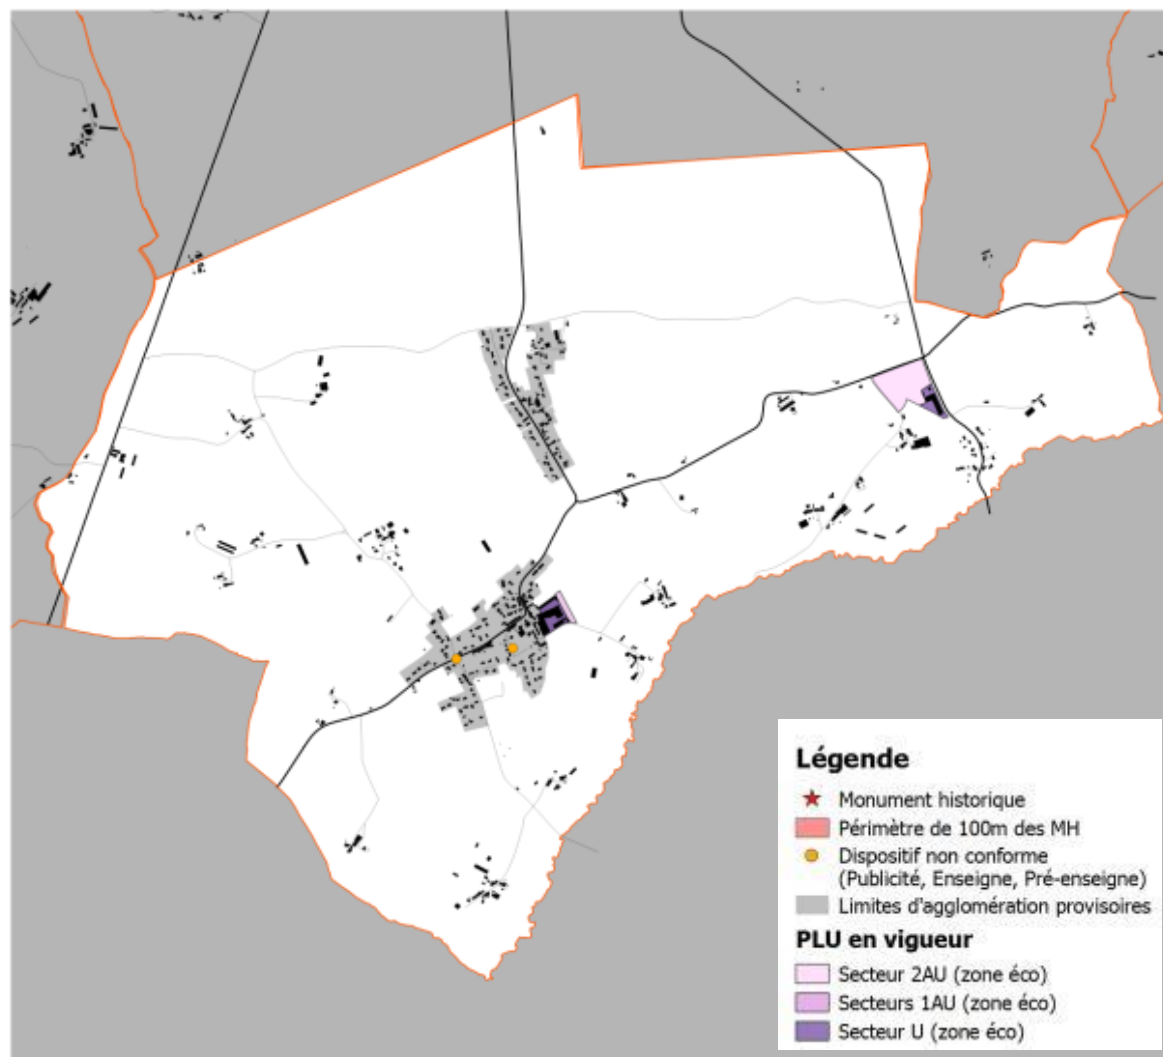 Légende
Monument historique
Périmètre de 100m des MH
Dispositif non conforme
(Publicité, Enseigne, Pré-enseigne)
Limites d'agglomération provisoires
PLU en vigueur
Secteur 2AU (zone éco)
Secteurs 1AU (zone éco)
Secteur U (zone éco)